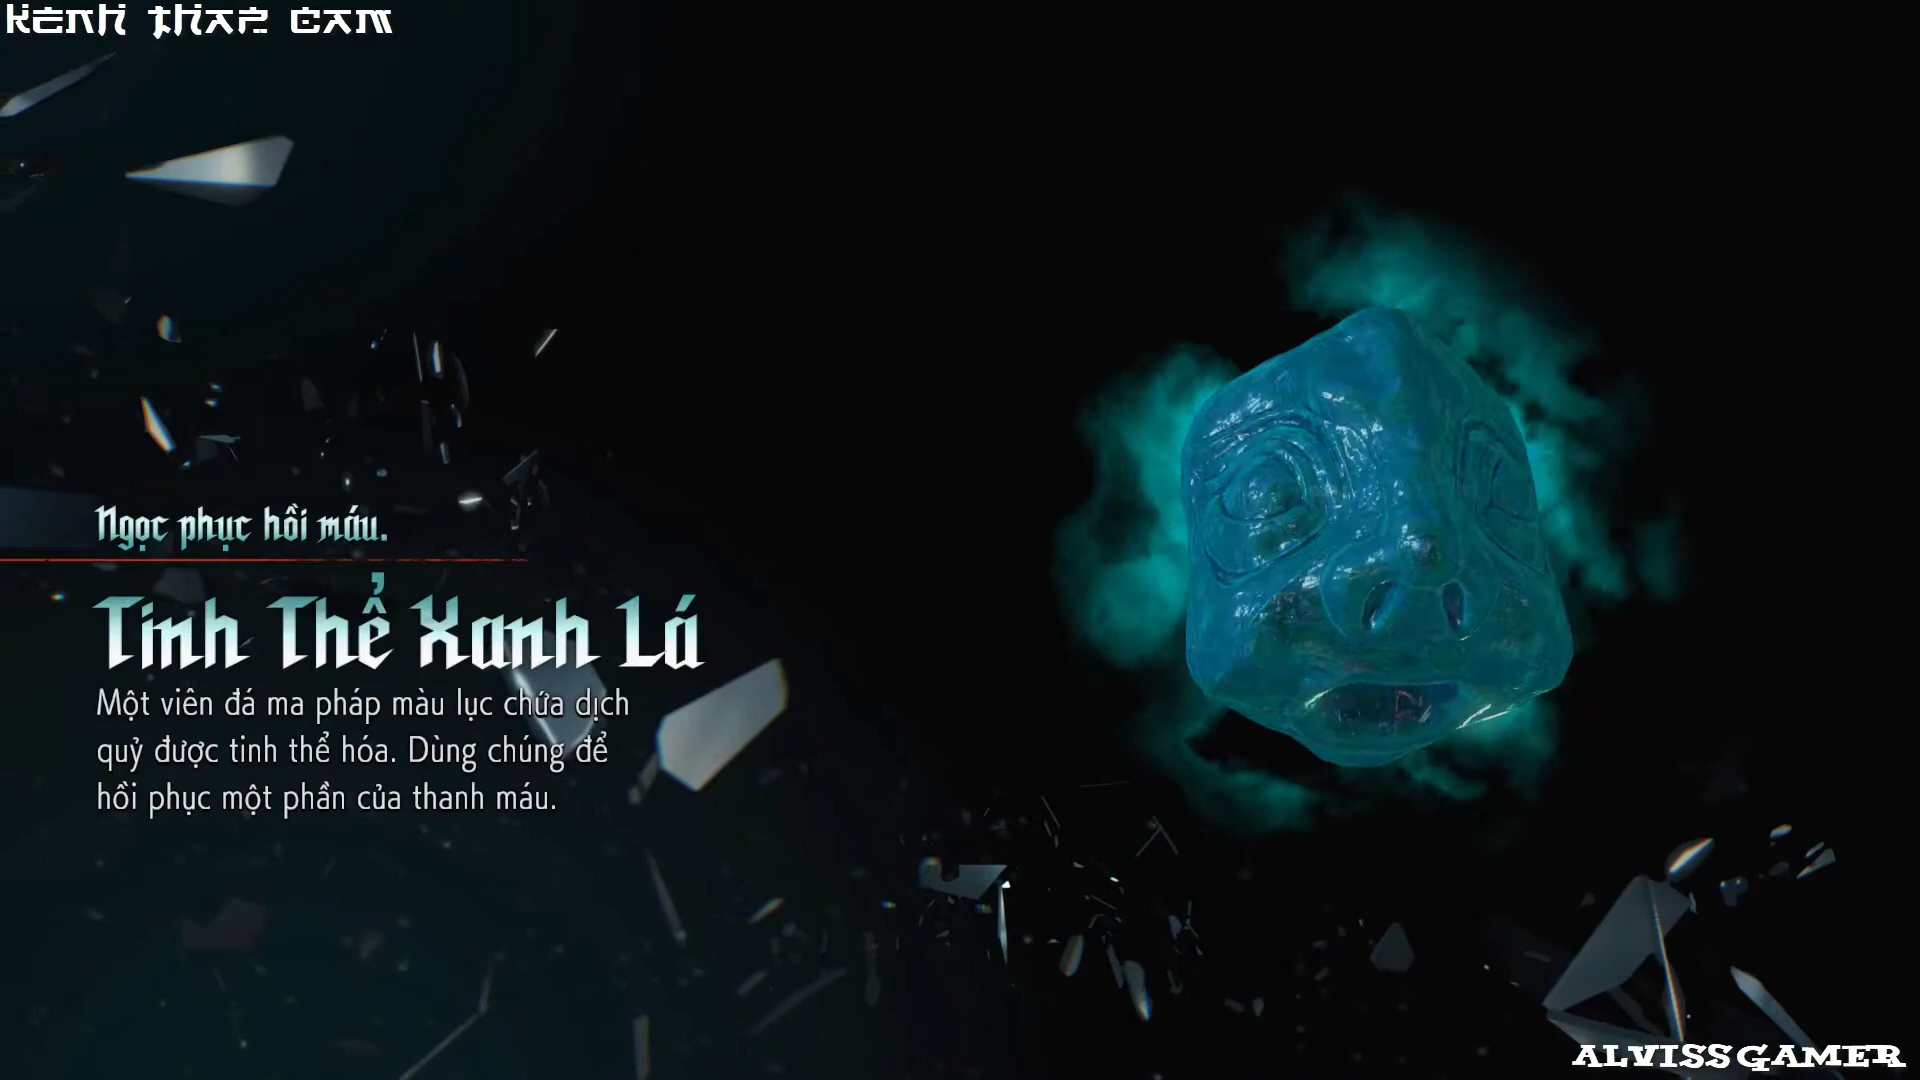 KÊNH THAP CAM
Ngọc phục hồi máu.
Tinh Thể Xanh Lá
Một viên đá ma pháp màu lục chứa dịch
quỷ được tinh thể hóa. Dùng chúng để
hồi phục một phần của thanh máu.
ALVISSGAMER